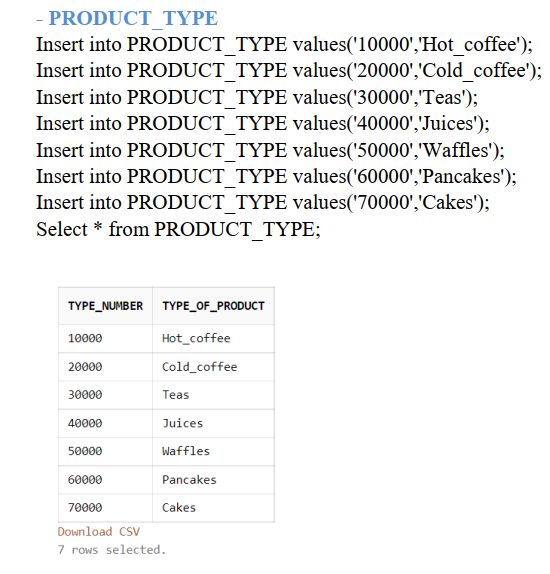 - PRODUCT_TYPE
Insert into PRODUCT_TYPE values('10000','Hot_coffee');
Insert into PRODUCT_TYPE values('20000','Cold_coffee');
Insert into PRODUCT_TYPE values('30000','Teas');
Insert into PRODUCT_TYPE values('40000','Juices');
Insert into PRODUCT_TYPE values('50000','Waffles');
Insert into PRODUCT_TYPE values('60000','Pancakes');
Insert into PRODUCT_TYPE values('70000','Cakes');
Select * from PRODUCT_TYPE;
TYPE_NUMBER TYPE_OF_PRODUCT
10000 Hot_coffee
20000 Cold_coffee
30000 Teas
40000 Juices
50000 Waffles
60000 Pancakes
70000 Cakes
Download CSV
7 rows selected.